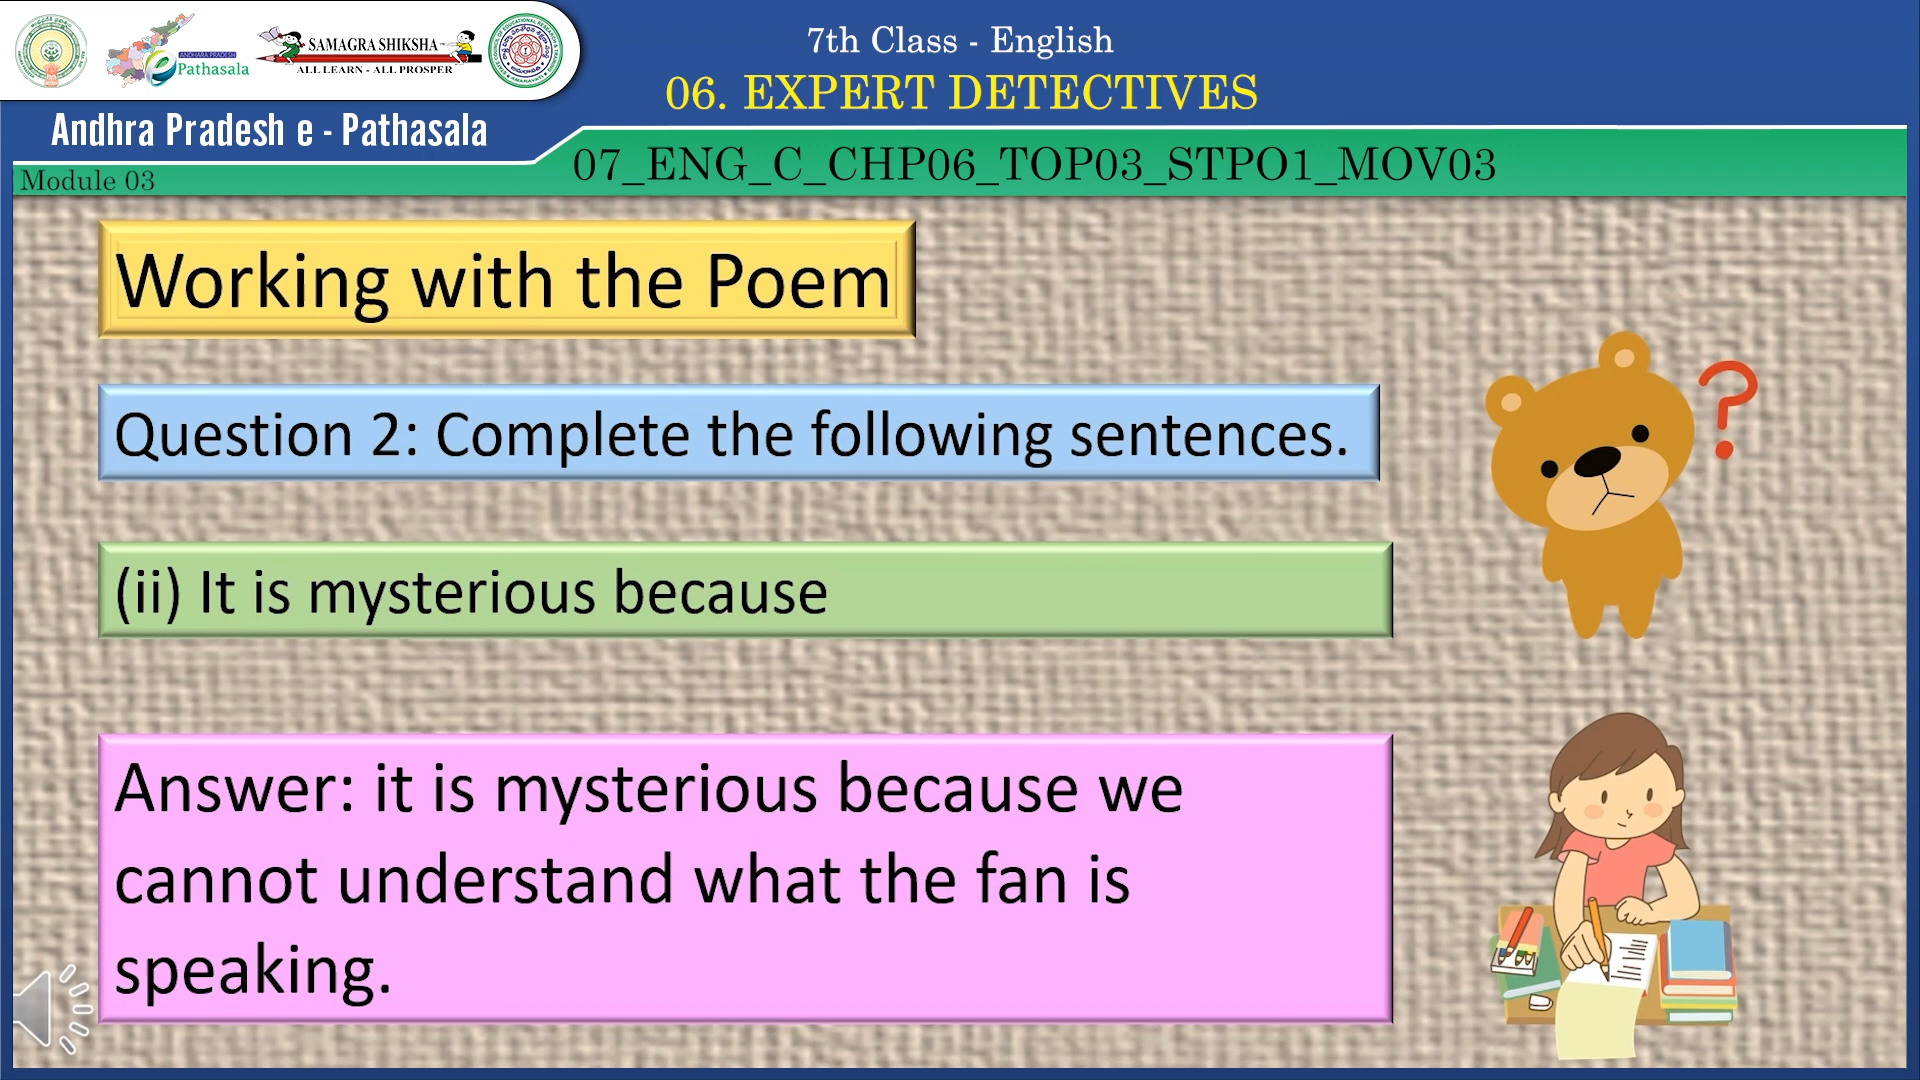 7th Class - English
06. EXPERT DETECTIVES
ANDHRA PRADESH
Pathasala
SAMAGRA SHIKSHA
ALL LEARN - ALL PROSPER
Andhra Pradesh e - Pathasala
07_ENG_C_CHP06_TOP03_STPO1_MOV03
Module 03
Working with the Poem
Question 2: Complete the following sentences.
?
(ii) It is mysterious because
Answer: it is mysterious because we
cannot understand what the fan is
speaking.